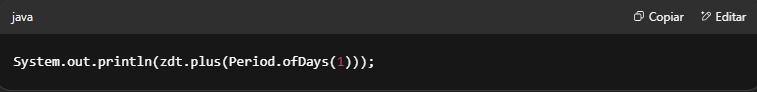 java
Copiar
Editar
System.out.println(zdt.plus(Period.ofDays(1)));